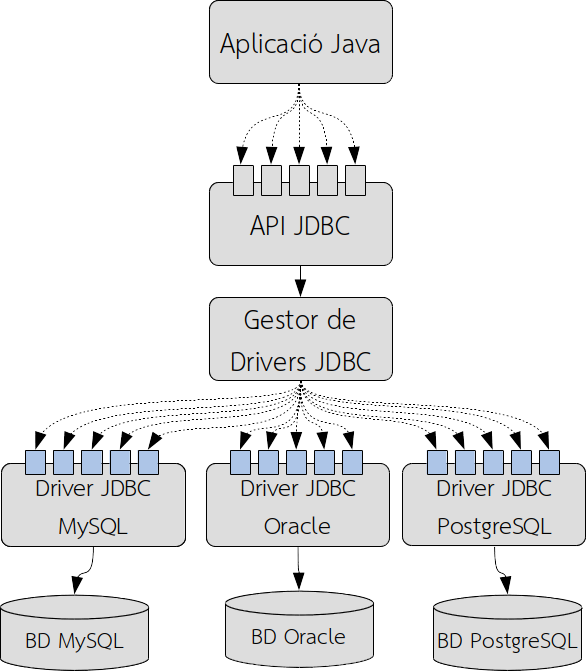 Aplicació Java
API JDBC
Gestor de
Drivers JDBC
Driver JDBC
MySQL
Driver JDBC
Oracle
Driver JDBC
PostgreSQL
BD MySQL
BD Oracle
BD PostgreSQL